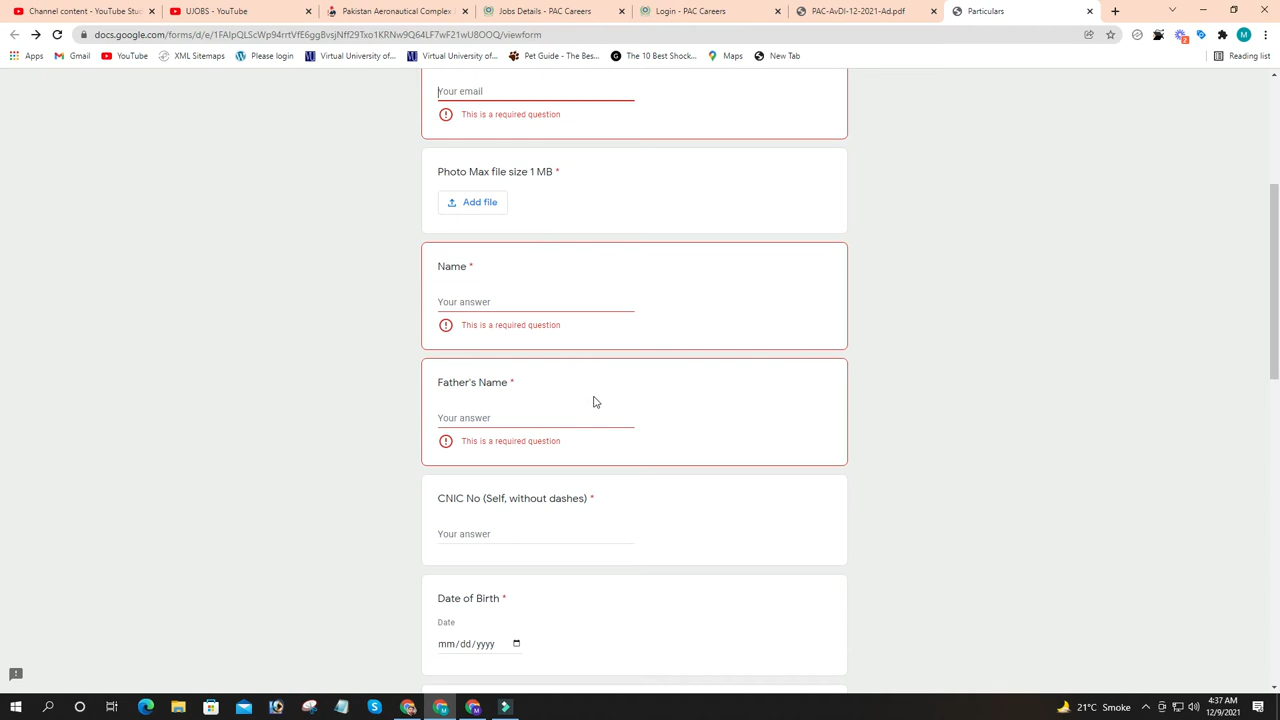 Channel content - YouTube Stud
UJOBS - YouTube
Pakistan Aeronautical Complex
Jobs Details - PAC Careers
Login - PAC Careers
PAC-AvDI-12-2021-Ad.pdf
Particulars
docs.google.com/forms/d/e/1FAIpQLScWp94rrtVfE6ggBvsjNff29Txo1KRNw9Q64LF7wF21wU8OOQ/viewform
Apps
Gmail
YouTube
XML Sitemaps
Please login
Virtual University of...
Virtual University of...
Pet Guide - The Bes...
The 10 Best Shock...
Maps
New Tab
Reading list
Your email
This is a required question
Photo Max file size 1 MB *
Add file
Name *
Your answer
This is a required question
Father's Name *
Your answer
This is a required question
CNIC No (Self, without dashes) *
Your answer
Date of Birth *
Date
mm/dd/yyyy
21°C Smoke
4:37 AM
12/9/2021